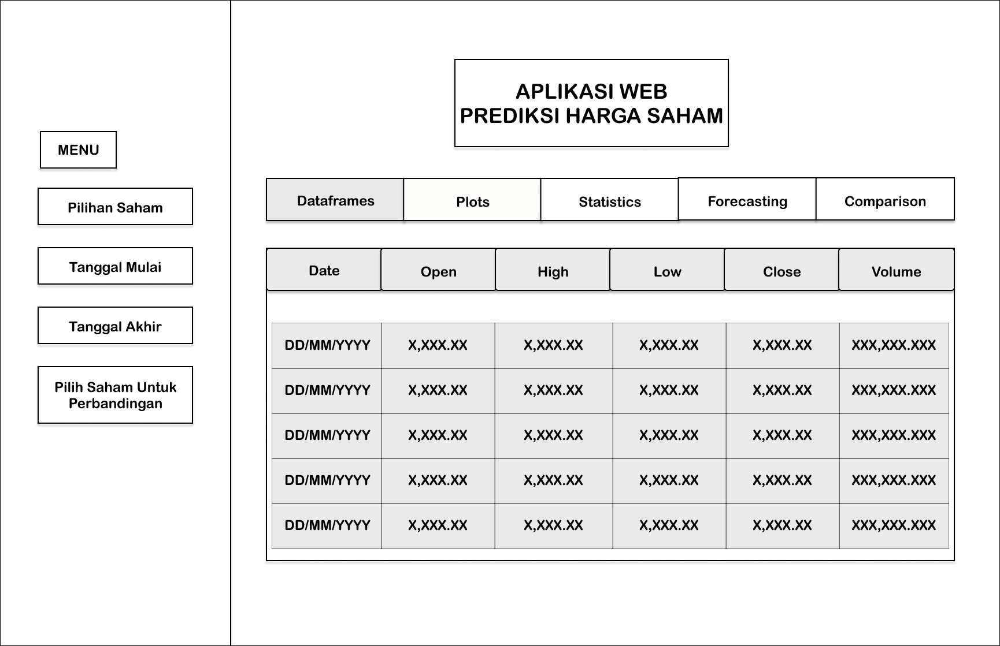 MENU
Pilihan Saham
Tanggal Mulai
Tanggal Akhir
Pilih Saham Untuk
Perbandingan
APLIKASI WEB
PREDIKSI HARGA SAHAM
Dataframes Plots Statistics Forecasting Comparison
Date Open High Low Close Volume
DD/MM/YYYY X,XXX.XX X,XXX.XX X,XXX.XX X,XXX.XX XXX,XXX.XXX
DD/MM/YYYY X,XXX.XX X,XXX.XX X,XXX.XX X,XXX.XX XXX,XXX.XXX
DD/MM/YYYY X,XXX.XX X,XXX.XX X,XXX.XX X,XXX.XX XXX,XXX.XXX
DD/MM/YYYY X,XXX.XX X,XXX.XX X,XXX.XX X,XXX.XX XXX,XXX.XXX
DD/MM/YYYY X,XXX.XX X,XXX.XX X,XXX.XX X,XXX.XX XXX,XXX.XXX